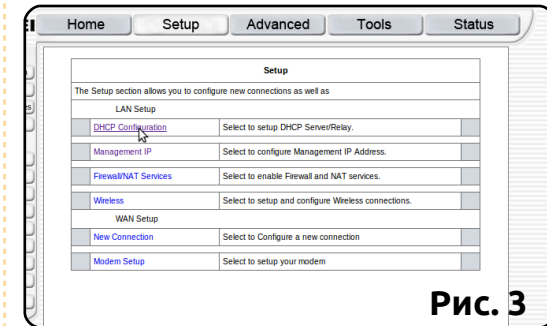 Home Setup Advanced Tools Status
Setup
The Setup section allows you to configure new connections as well as
LAN Setup
DHCP Configuration Select to setup DHCP Server/Relay.
Management IP Select to configure Management IP Address.
Firewall/NAT Services Select to enable Firewall and NAT services.
Wireless Select to setup and configure Wireless connections.
WAN Setup
New Connection Select to Configure a new connection
Modem Setup Select to setup your modem
Рис. 3